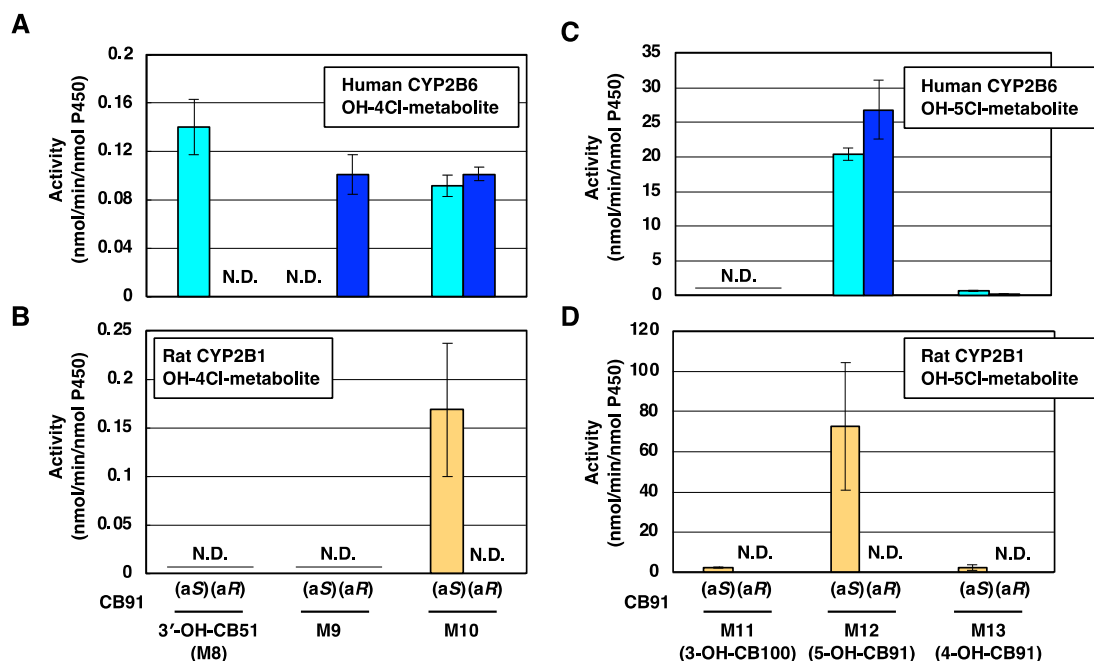 A
Activity
(nmol/min/nmol P450)
0.2
0.16
0.12
0.08
0.04
0
Human CYP2B6
OH-4Cl-metabolite
N.D.
N.D.
B
Activity
(nmol/min/nmol P450)
0.25
0.2
0.15
0.1
0.05
0
Rat CYP2B1
OH-4Cl-metabolite
N.D.
N.D.
N.D.
CB91
(aS)(aR)
(aS)(aR)
(aS)(aR)
3′-OH-CB51
(M8)
M9
M10
C
Activity
(nmol/min/nmol P450)
35
30
25
20
15
10
5
0
Human CYP2B6
OH-5Cl-metabolite
N.D.
D
Activity
(nmol/min/nmol P450)
120
100
80
60
40
20
0
Rat CYP2B1
OH-5Cl-metabolite
N.D.
N.D.
N.D.
CB91
(aS)(aR)
(aS)(aR)
(aS)(aR)
M11
(3-OH-CB100)
M12
(5-OH-CB91)
M13
(4-OH-CB91)